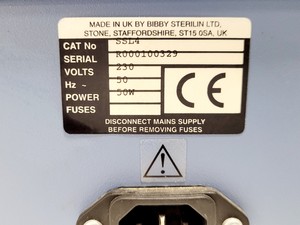 MADE IN UK BY BIBBY STERILIN LTD,
STONE, STAFFORDSHIRE, ST15 0SA, UK
CAT No SSL4
SERIAL R000100329
VOLTS 230
Hz ~ 50
POWER 50W
FUSES
CE
DISCONNECT MAINS SUPPLY
BEFORE REMOVING FUSES